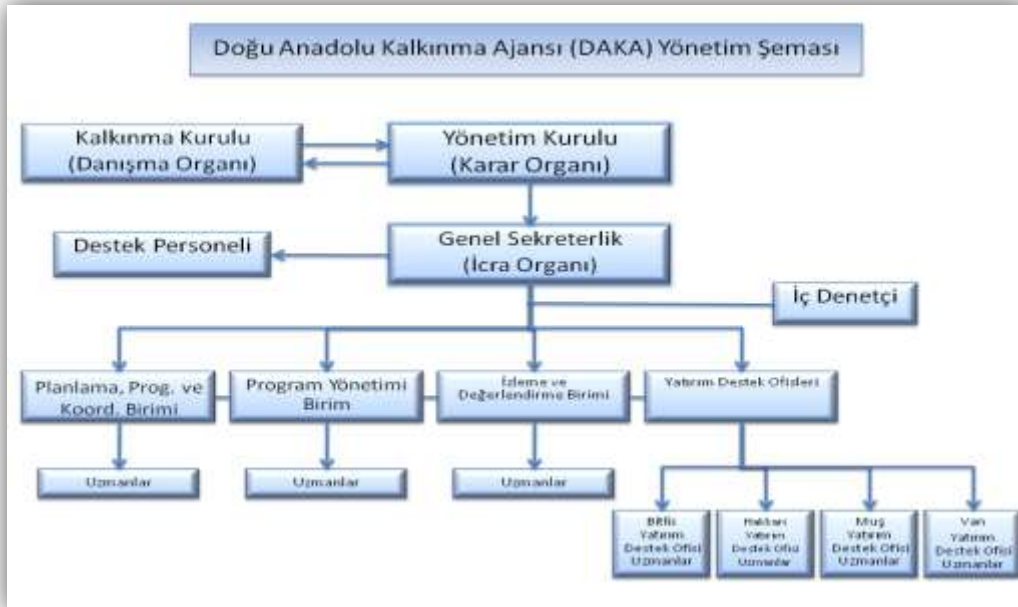 Doğu Anadolu Kalkınma Ajansı (DAKA) Yönetim Şeması
Kalkınma Kurulu
(Danışma Organı)
Yönetim Kurulu
(Karar Organı)
Destek Personeli
Genel Sekreterlik
(İcra Organı)
İç Denetçi
Planlama, Prog. ve
Koord. Birimi
Program Yönetimi
Birim
İzleme ve
Değerlendirme Birimi
Yatırım Destek Ofisleri
Uzmanlar
Uzmanlar
Uzmanlar
Bitlis
Yatırım
Destek Ofisi
Uzmanlar
Hakkari
Yatırım
Destek Ofisi
Uzmanlar
Muş
Yatırım
Destek Ofisi
Uzmanlar
Van
Yatırım
Destek Ofisi
Uzmanlar